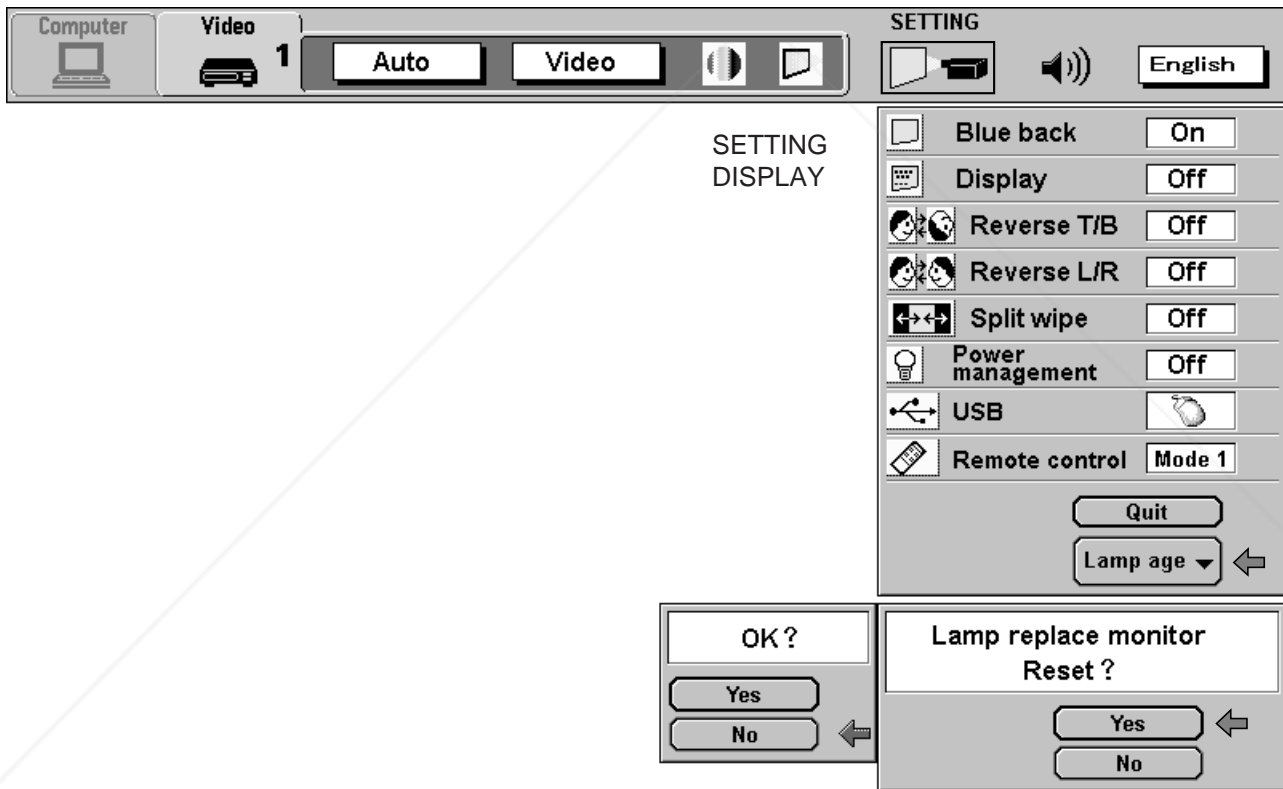 Computer
Video
1
Auto
Video
SETTING
English
SETTING
DISPLAY
Blue back On
Display Off
Reverse T/B Off
Reverse L/R Off
Split wipe Off
Power
management Off
USB
Remote control Mode 1
Quit
Lamp age
OK?
Yes
No
Lamp replace monitor
Reset?
Yes
No